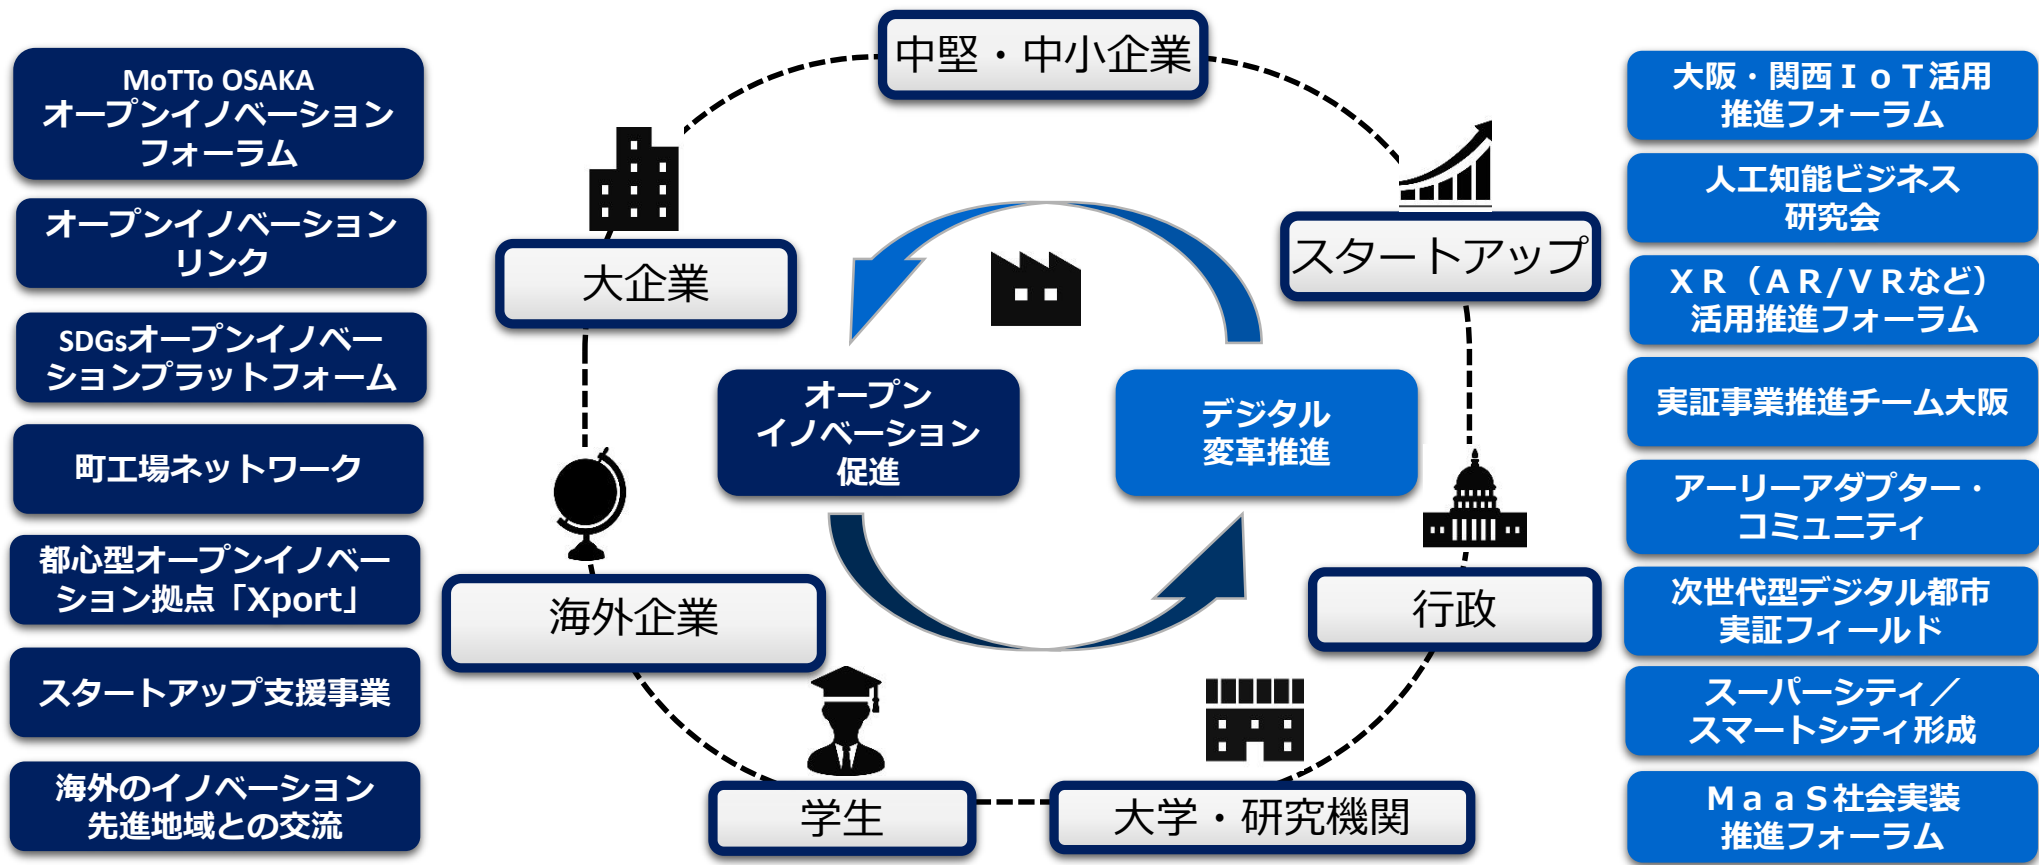 MoTTo OSAKA
オープンイノベーション
フォーラム
オープンイノベーション
リンク
SDGsオープンイノベー
ションプラットフォーム
町工場ネットワーク
都心型オープンイノベー
ション拠点「Xport」
スタートアップ支援事業
海外のイノベーション
先進地域との交流
中堅・中小企業
大企業
スタートアップ
オープン
イノベーション
促進
デジタル
変革推進
海外企業
行政
学生
大学・研究機関
大阪・関西ＩｏＴ活用
推進フォーラム
人工知能ビジネス
研究会
ＸＲ（ＡＲ/ＶＲなど）
活用推進フォーラム
実証事業推進チーム大阪
アーリーアダプター・
コミュニティ
次世代型デジタル都市
実証フィールド
スーパーシティ／
スマートシティ形成
ＭａａＳ社会実装
推進フォーラム